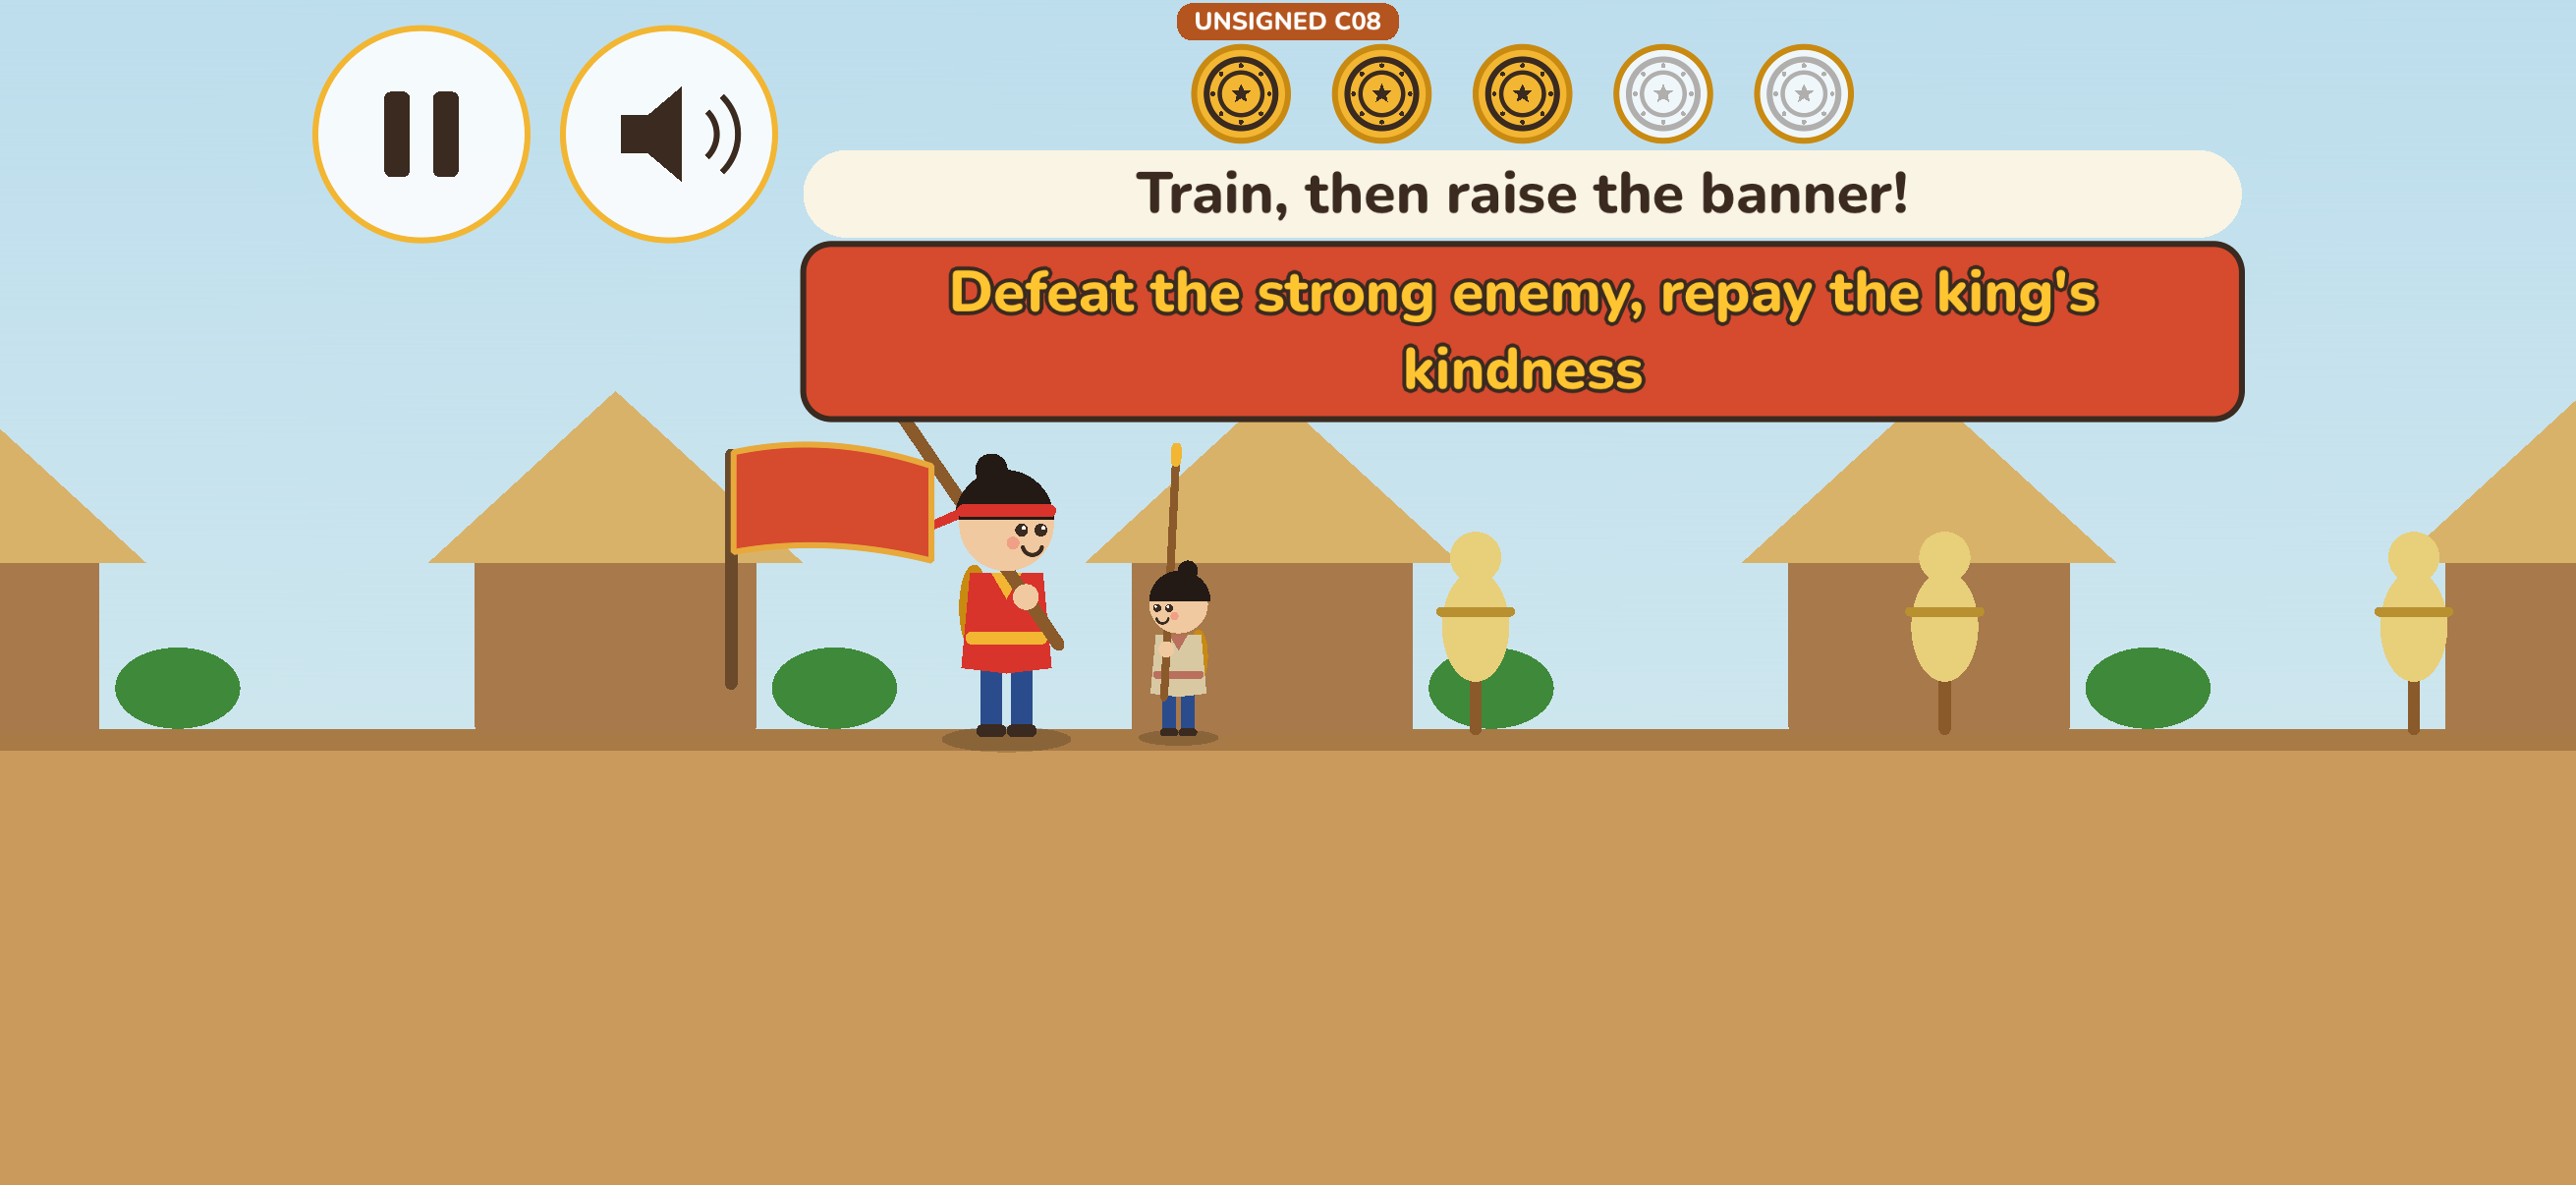 UNSIGNED C08
Train, then raise the banner!
Defeat the strong enemy, repay the king's
kindness